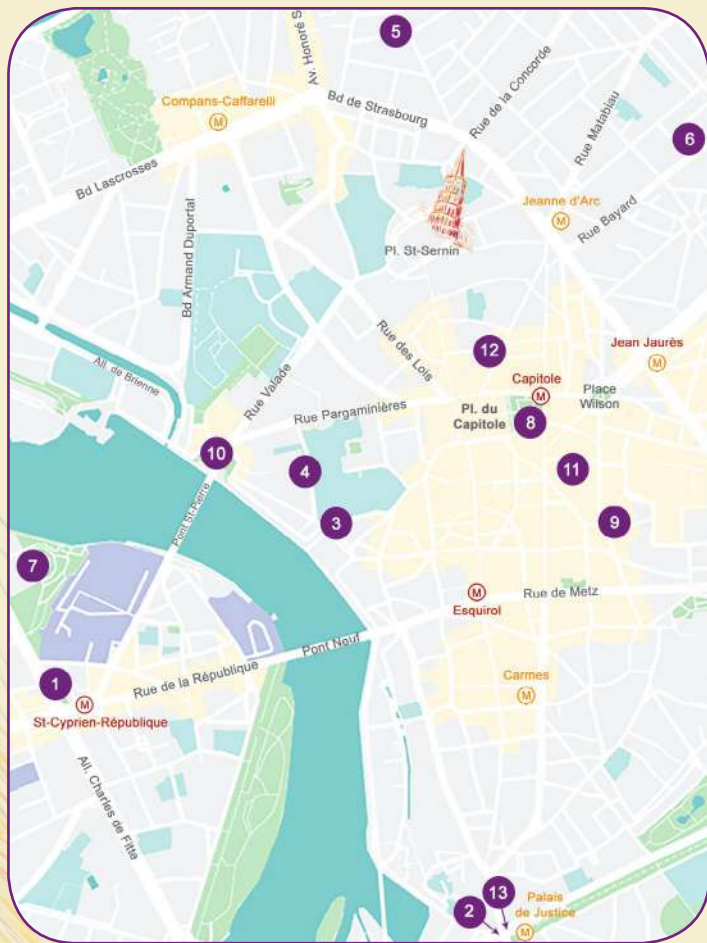 5
Av. Honoré S
Rue de la Concorde
Compans-Caffarelli
M
Bd de Strasbourg
Rue Matabiau
6
Bd Lascrosses
Jeanne d'Arc
M
Rue Bayard
Pl. St-Sernin
Bd Armand Duportal
All. de Brienne
Rue Valade
Rue des Lois
12
Jean Jaurès
M
Capitole
M
Place
Wilson
Rue Pargaminières
Pl. du
Capitole
8
10
4
11
3
9
Pont St-Pierre
7
M
Esquirol
Rue de Metz
Pont Neuf
Rue de la République
1
M
St-Cyprien-République
Carmes
M
All. Charles de Fitte
2
13
Palais
de Justice
M